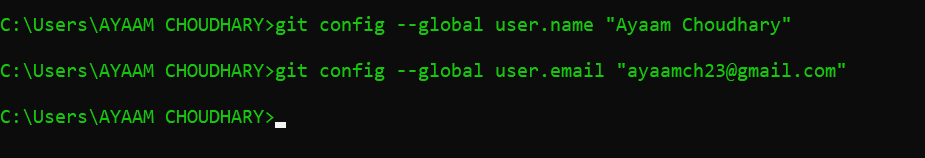 C:\Users\AYAAM CHOUDHARY>git config --global user.name "Ayaam Choudhary"
C:\Users\AYAAM CHOUDHARY>git config --global user.email "ayaamch23@gmail.com"
C:\Users\AYAAM CHOUDHARY>